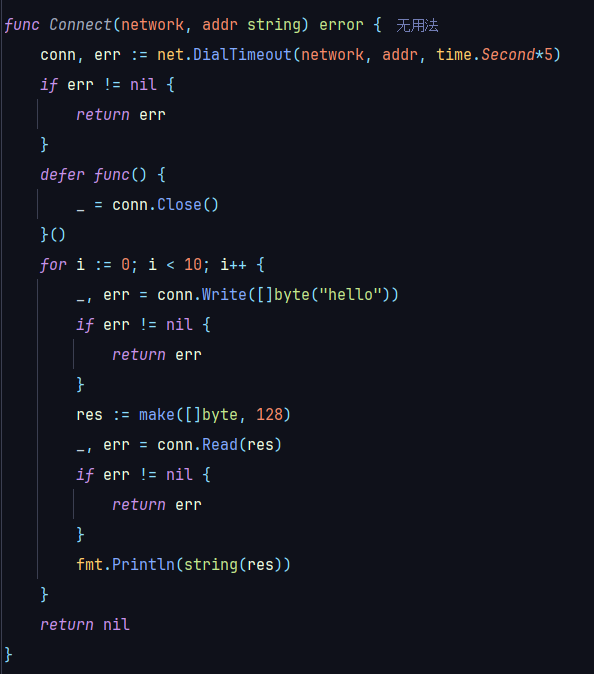 func Connect(network, addr string) error { 无用法
    conn, err := net.DialTimeout(network, addr, time.Second*5)
    if err != nil {
        return err
    }
    defer func() {
        _ = conn.Close()
    }()
    for i := 0; i < 10; i++ {
        _, err = conn.Write([]byte("hello"))
        if err != nil {
            return err
        }
        res := make([]byte, 128)
        _, err = conn.Read(res)
        if err != nil {
            return err
        }
        fmt.Println(string(res))
    }
    return nil
}